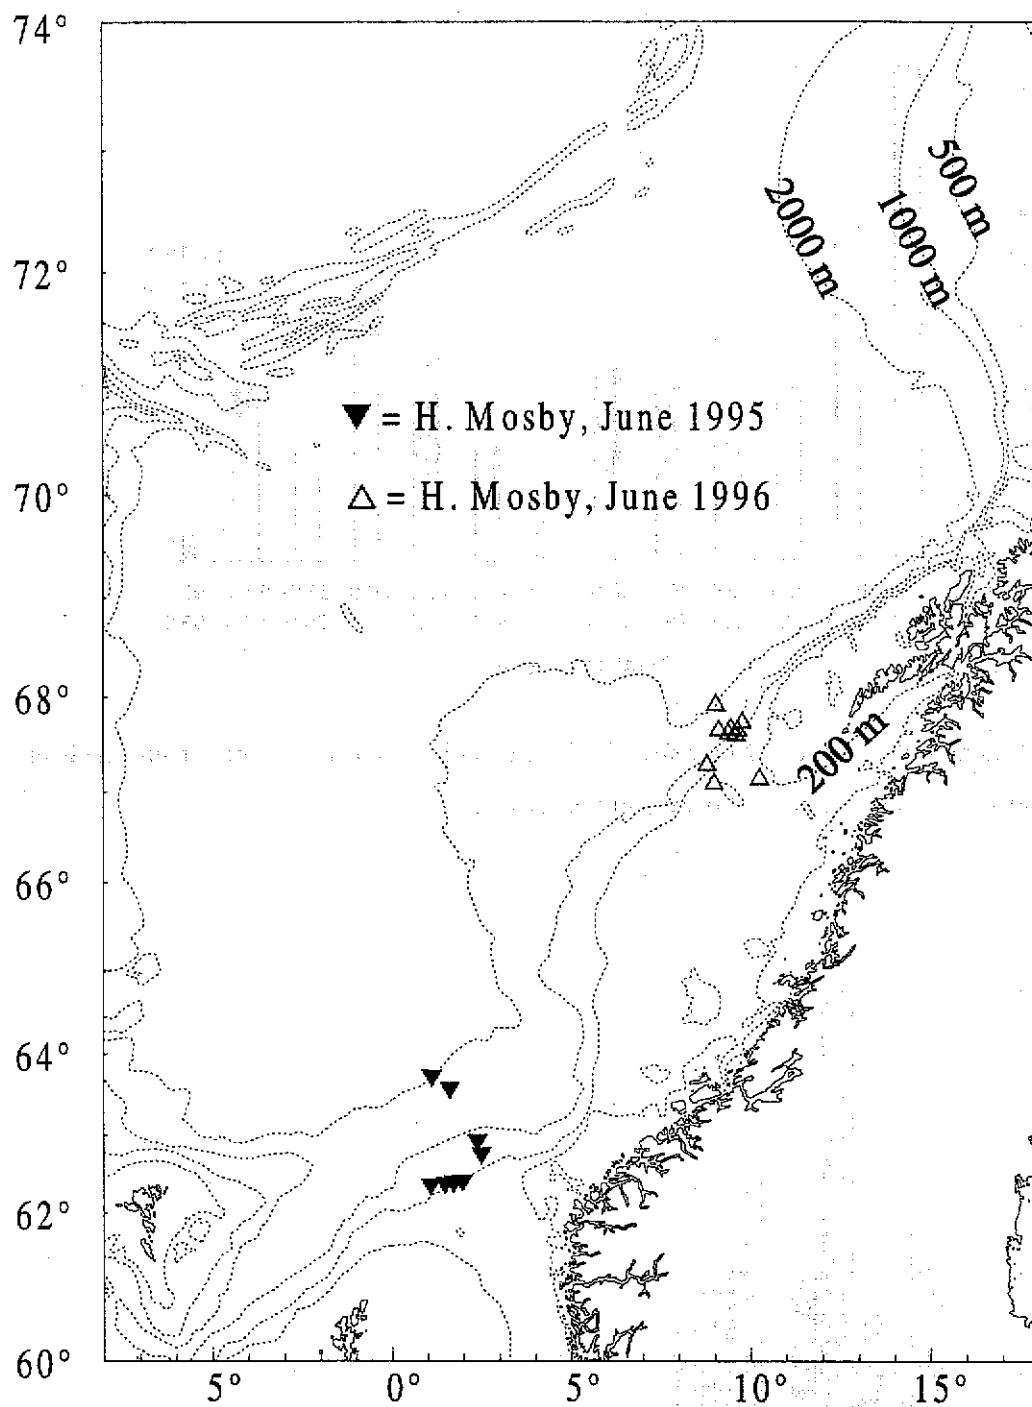 74°
500 m
2000 m
1000 m
72°
▼ = H. Mosby, June 1995
70°
△ = H. Mosby, June 1996
68°
200 m
66°
64°
62°
60°
5° 0° 5° 10° 15°